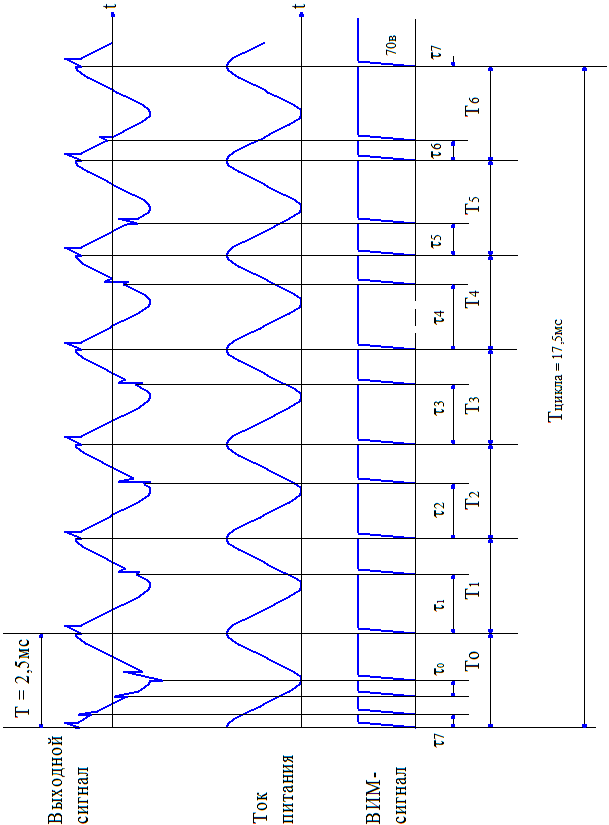 Выходной
сигнал
T = 2,5мс
t
Ток
питания
t
ВИМ-
сигнал
70в
τ7
τ0
τ1
τ2
τ3
τ4
τ5
τ6
τ7
T0
T1
T2
T3
T4
T5
T6
Tцикла = 17,5мс